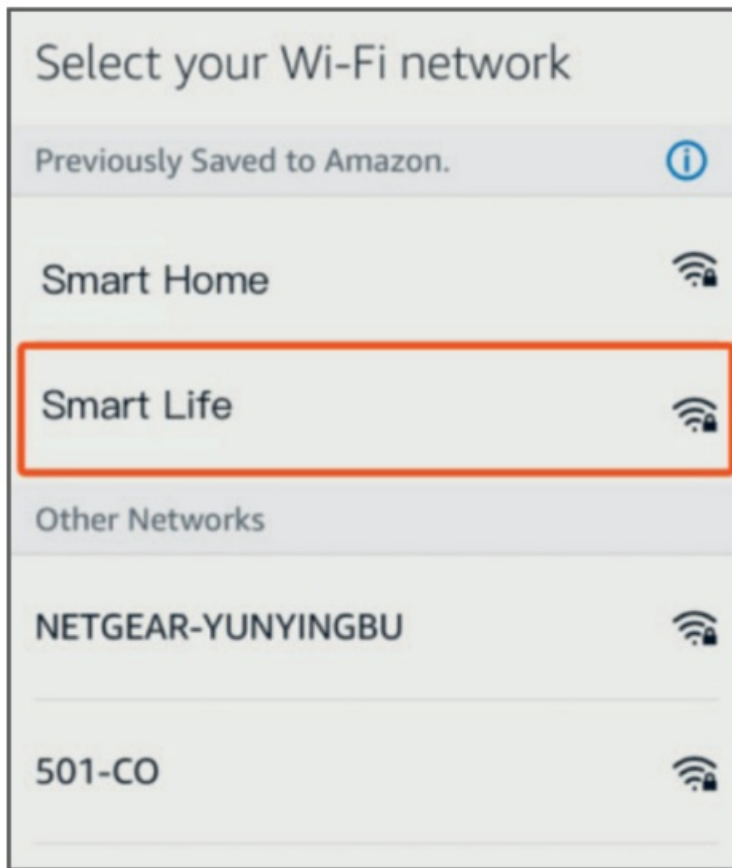 Select your Wi-Fi network
Previously Saved to Amazon.
Smart Home
Smart Life
Other Networks
NETGEAR-YUNYINGBU
501-CO